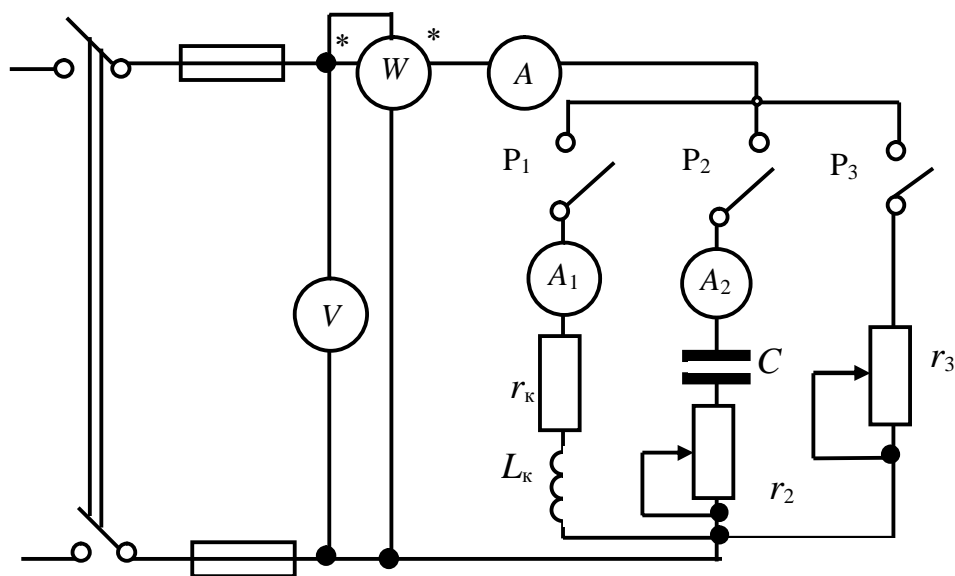 * W * A
P₁ P₂ P₃
A₁ A₂
V
C
r₃
rк
Lк
r₂